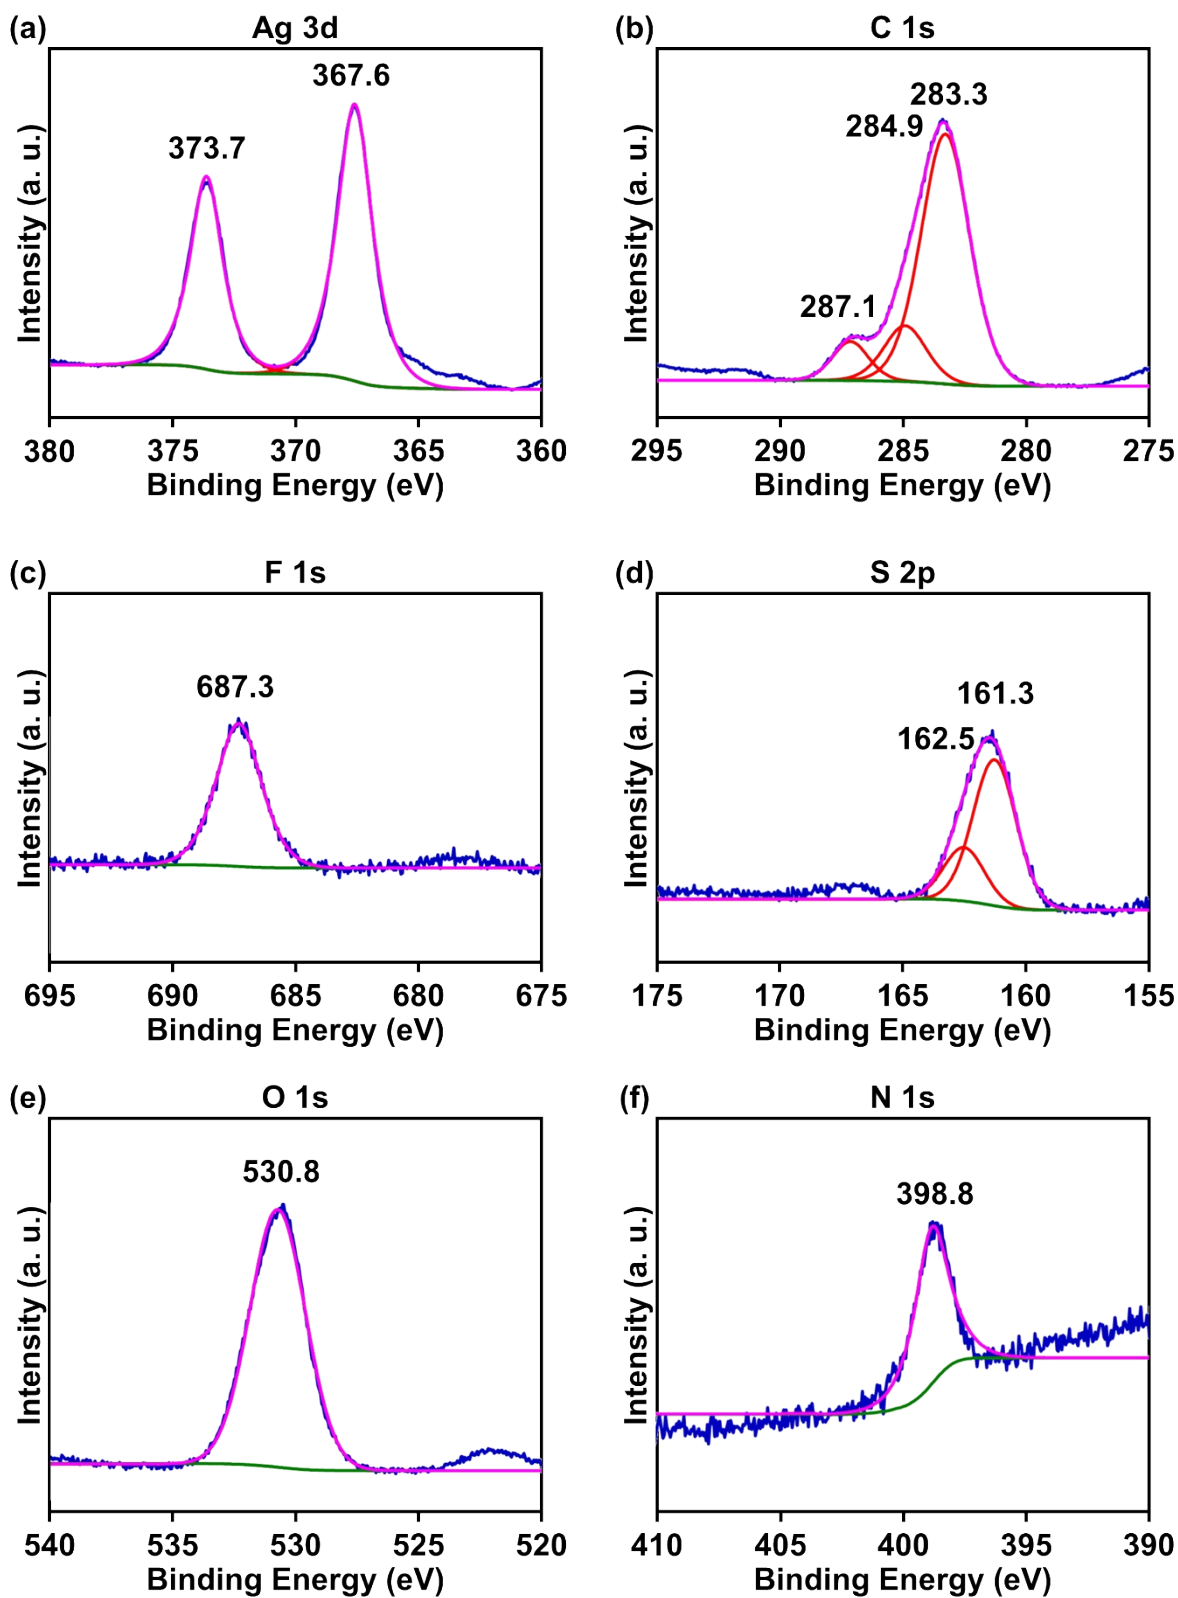 (a) Ag 3d
367.6
373.7
Intensity (a. u.)
380 375 370 365 360
Binding Energy (eV)
(b) C 1s
283.3
284.9
287.1
Intensity (a. u.)
295 290 285 280 275
Binding Energy (eV)
(c) F 1s
687.3
Intensity (a. u.)
695 690 685 680 675
Binding Energy (eV)
(d) S 2p
161.3
162.5
Intensity (a. u.)
175 170 165 160 155
Binding Energy (eV)
(e) O 1s
530.8
Intensity (a. u.)
540 535 530 525 520
Binding Energy (eV)
(f) N 1s
398.8
Intensity (a. u.)
410 405 400 395 390
Binding Energy (eV)